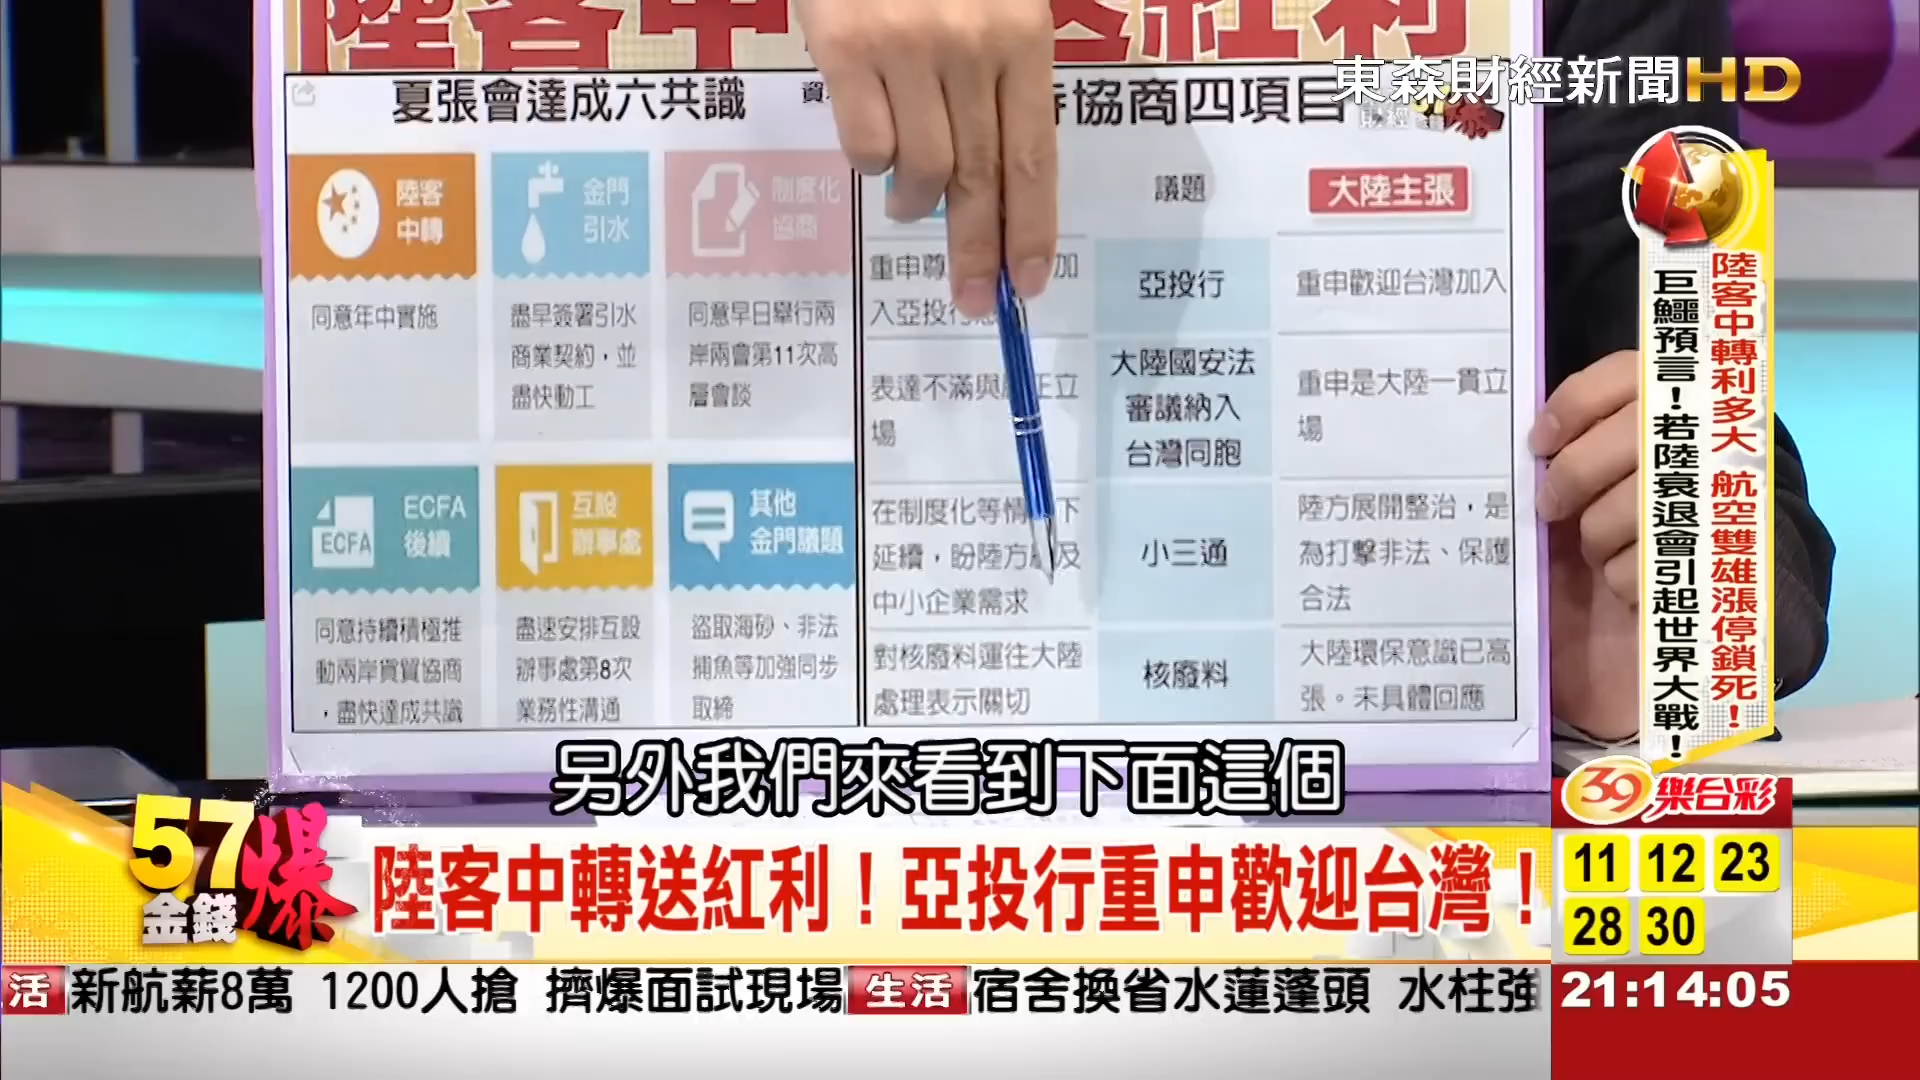 東森財經新聞HD
夏張會達成六共識
協商四項目
陸客
中轉
同意年中實施
金門
引水
盡早簽署引水
商業契約，並
盡快動工
制度化
協商
同意早日舉行兩
岸兩會第11次高
層會談
ECFA
ECFA
後續
同意持續積極推
動兩岸貨貿協商
，盡快達成共識
互設
辦事處
盡速安排互設
辦事處第8次
業務性溝通
其他
金門議題
盜取海砂、非法
捕魚等加強同步
取締
議題
大陸主張
重申尊
加
入亞投行
亞投行
重申歡迎台灣加入
表達不滿與
正立
場
大陸國安法
審議納入
台灣同胞
重申是大陸一貫立
場
在制度化等情
下
延續，盼陸方
及
中小企業需求
小三通
陸方展開整治，是
為打擊非法、保護
合法
對核廢料運往大陸
處理表示關切
核廢料
大陸環保意識已高
張。未具體回應
陸客中轉利多大 航空雙雄漲停鎖死！
巨鱷預言！若陸衰退會引起世界大戰！
另外我們來看到下面這個
57
金錢
爆
陸客中轉送紅利！亞投行重申歡迎台灣！
39樂合彩
11 12 23
28 30
活 新航薪8萬 1200人搶 擠爆面試現場 生活 宿舍換省水蓮蓬頭 水柱強
21:14:05